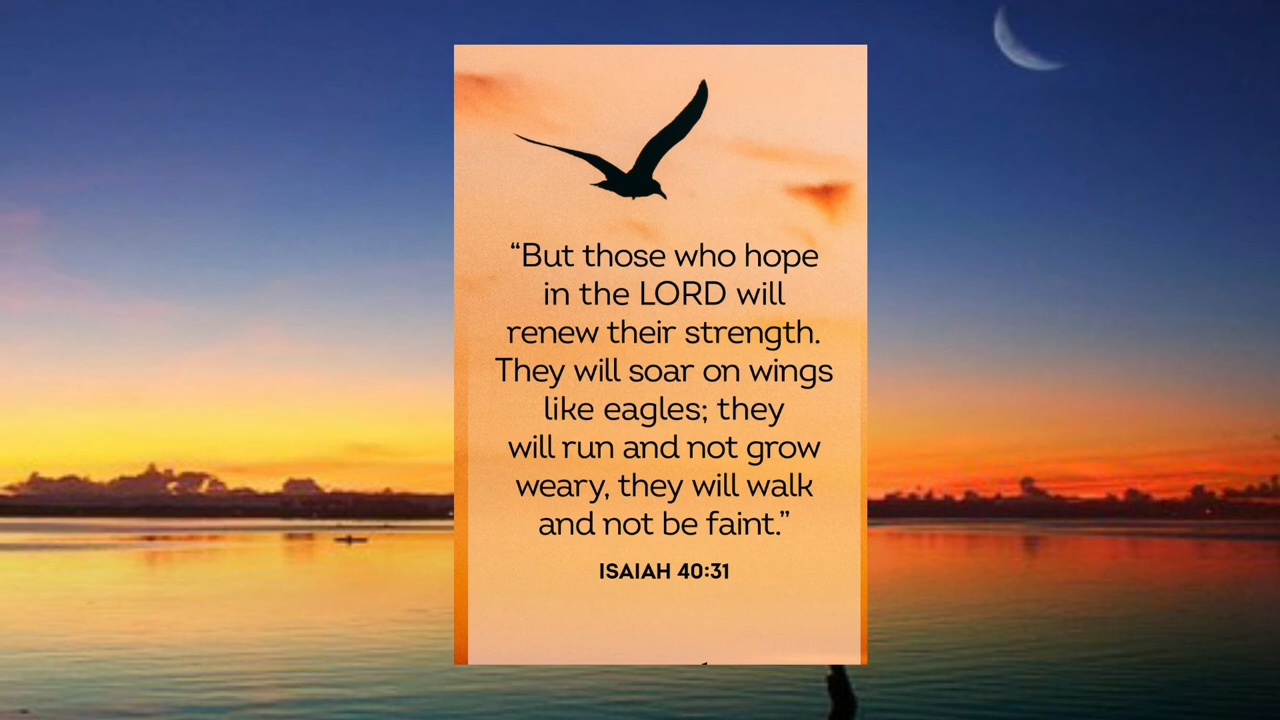 “But those who hope
in the LORD will
renew their strength.
They will soar on wings
like eagles; they
will run and not grow
weary, they will walk
and not be faint.”
ISAIAH 40:31